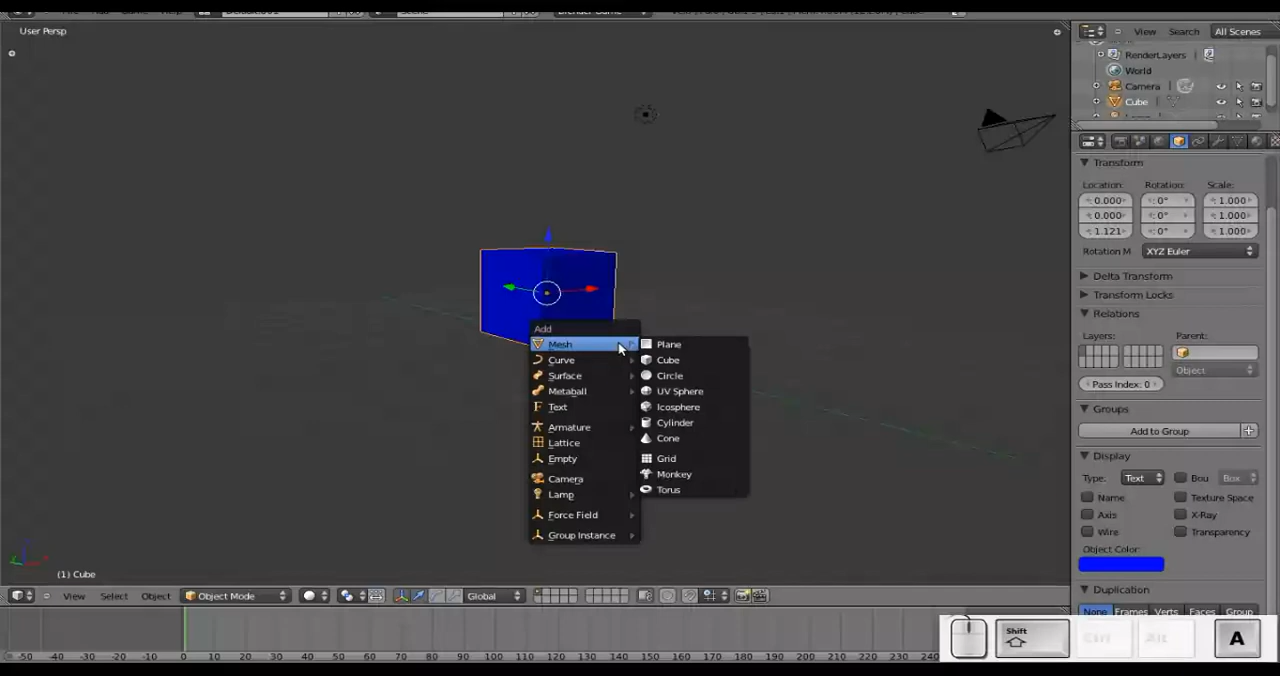 User Persp
View Search All Scenes
RenderLayers
World
Camera
Cube
Transform
Location: Rotation: Scale:
0.000 0° 1.000
0.000 0° 1.000
1.121 0° 1.000
Rotation M XYZ Euler
Delta Transform
Transform Locks
Relations
Layers: Parent:
Object
Pass Index: 0
Groups
Add to Group
Display
Type: Text Bou Box
Name Texture Space
Axis X-Ray
Wire Transparency
Object Color:
Duplication
None Frames Verts Faces Group
Add
Mesh
Curve
Surface
Metaball
Text
Armature
Lattice
Empty
Camera
Lamp
Force Field
Group Instance
Plane
Cube
Circle
UV Sphere
Icosphere
Cylinder
Cone
Grid
Monkey
Torus
(1) Cube
View Select Object Object Mode Global
-50 -40 -30 -20 -10 0 10 20 30 40 50 60 70 80 90 100 110 120 130 140 150 160 170 180 190 200 210 220 230 240
Shift Ctrl Alt A